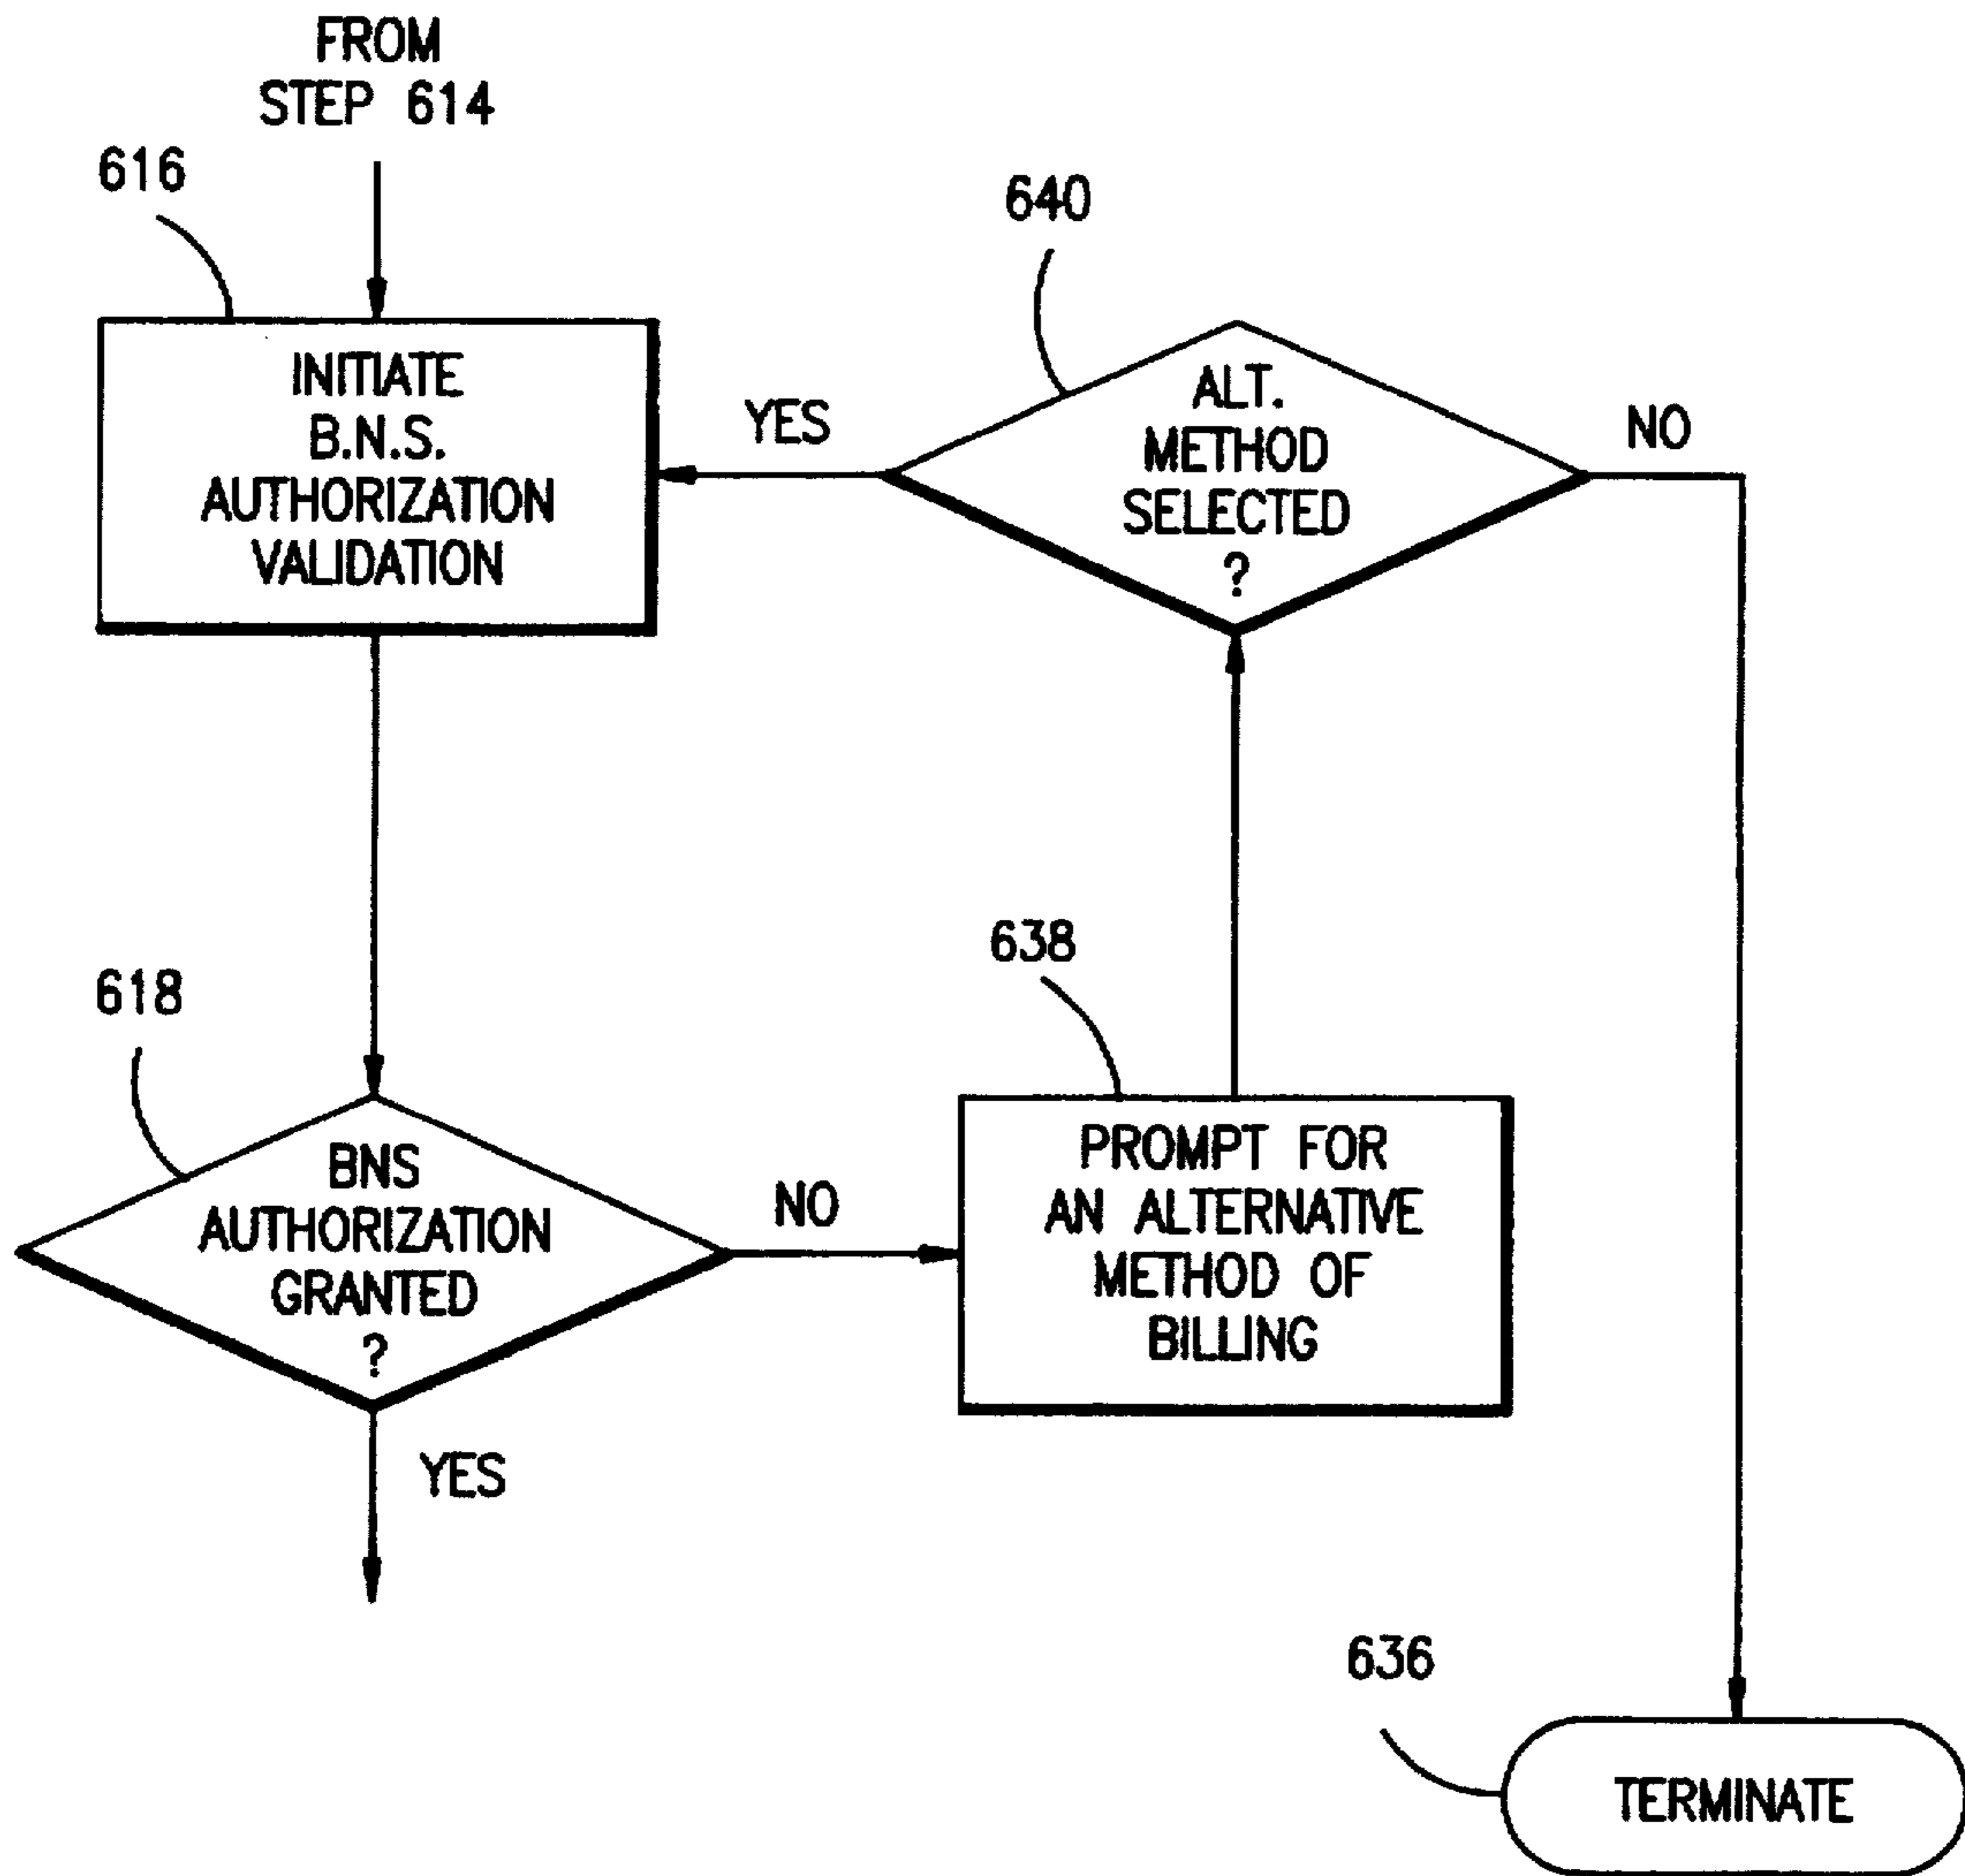 FROM
STEP 614
616
INITIATE
B.N.S.
AUTHORIZATION
VALIDATION
YES
640
ALT.
METHOD
SELECTED
?
NO
618
BNS
AUTHORIZATION
GRANTED
?
NO
YES
638
PROMPT FOR
AN ALTERNATIVE
METHOD OF
BILLING
636
TERMINATE